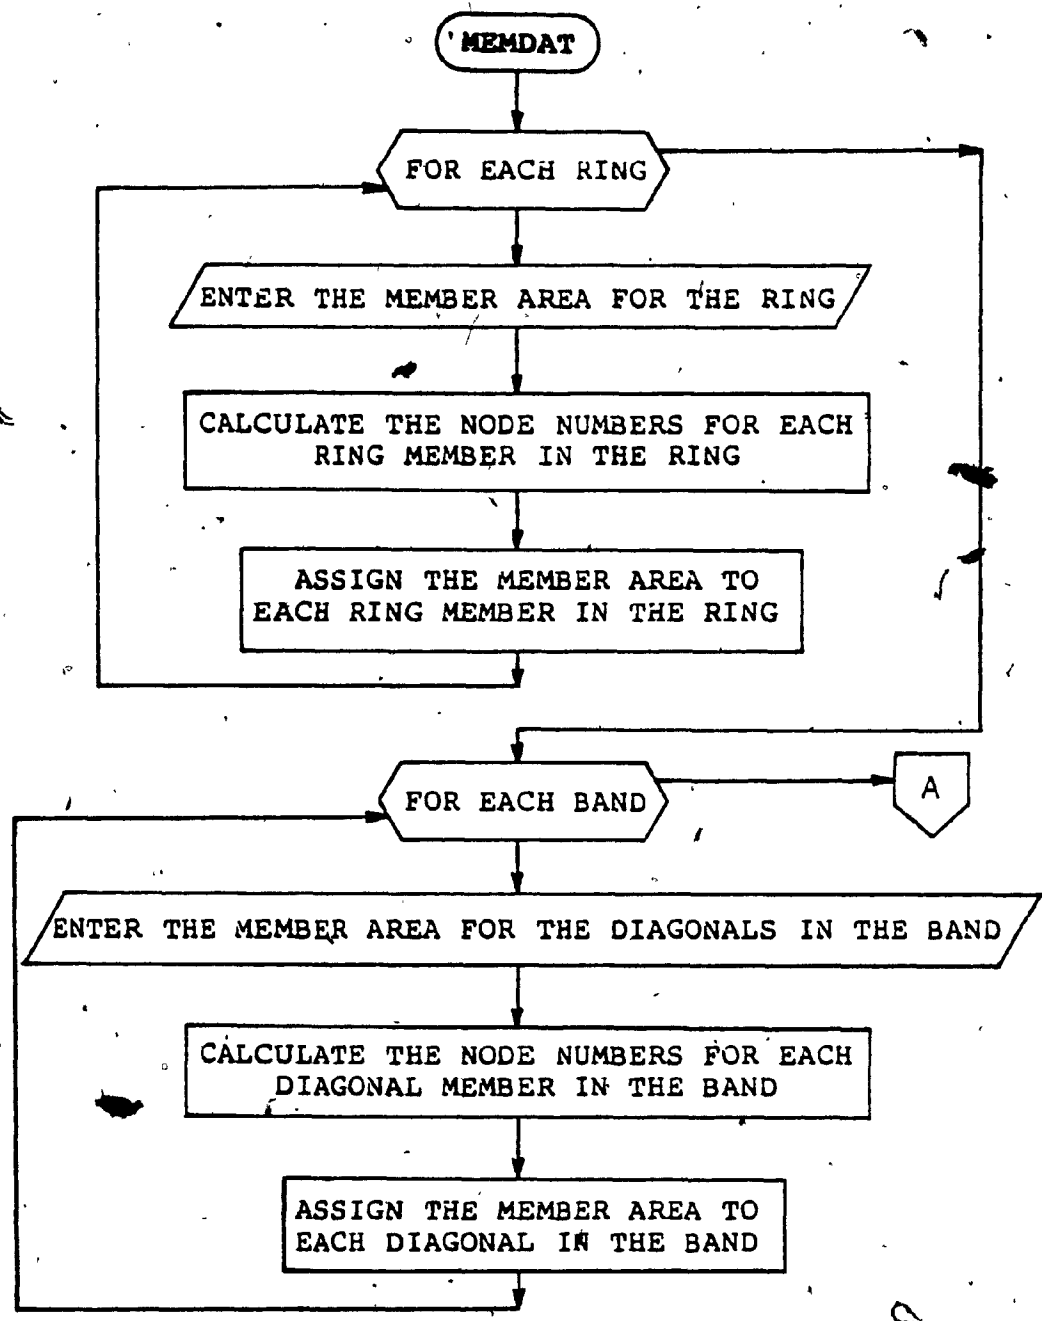 MEMDAT
FOR EACH RING
ENTER THE MEMBER AREA FOR THE RING
CALCULATE THE NODE NUMBERS FOR EACH
RING MEMBER IN THE RING
ASSIGN THE MEMBER AREA TO
EACH RING MEMBER IN THE RING
FOR EACH BAND
A
ENTER THE MEMBER AREA FOR THE DIAGONALS IN THE BAND
CALCULATE THE NODE NUMBERS FOR EACH
DIAGONAL MEMBER IN THE BAND
ASSIGN THE MEMBER AREA TO
EACH DIAGONAL IN THE BAND